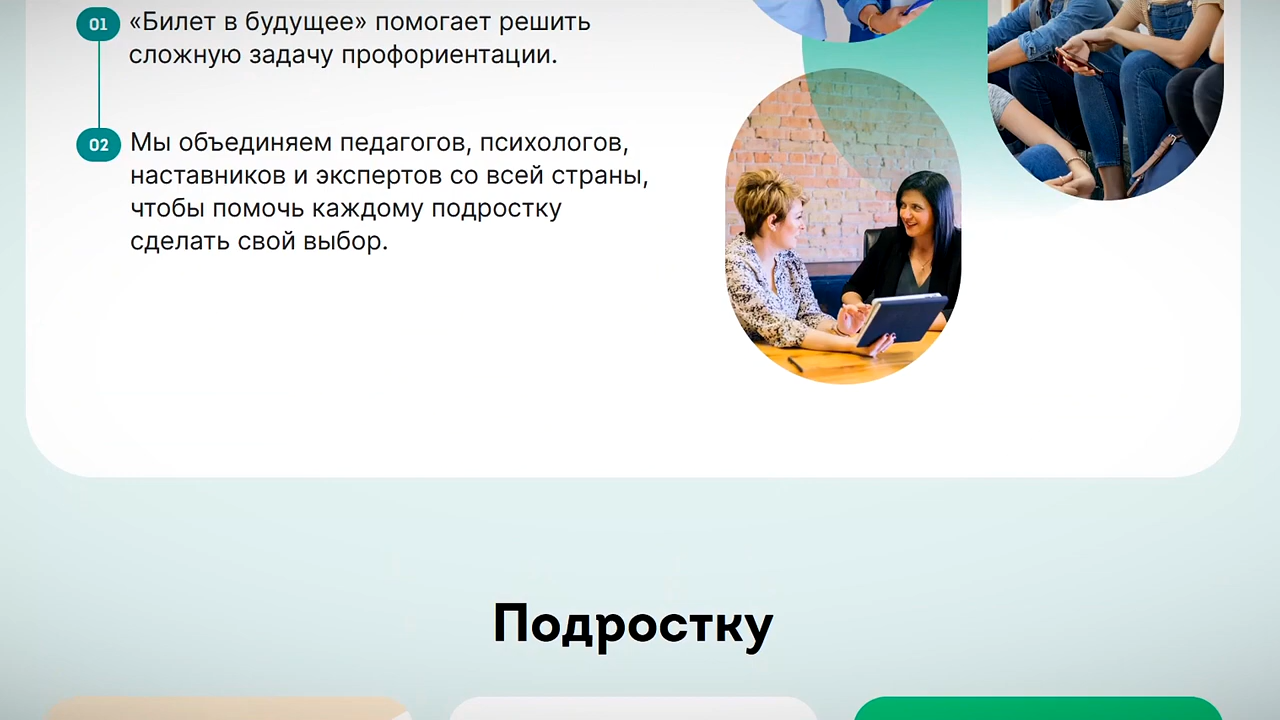 01
«Билет в будущее» помогает решить
сложную задачу профориентации.
02
Мы объединяем педагогов, психологов,
наставников и экспертов со всей страны,
чтобы помочь каждому подростку
сделать свой выбор.
Подростку